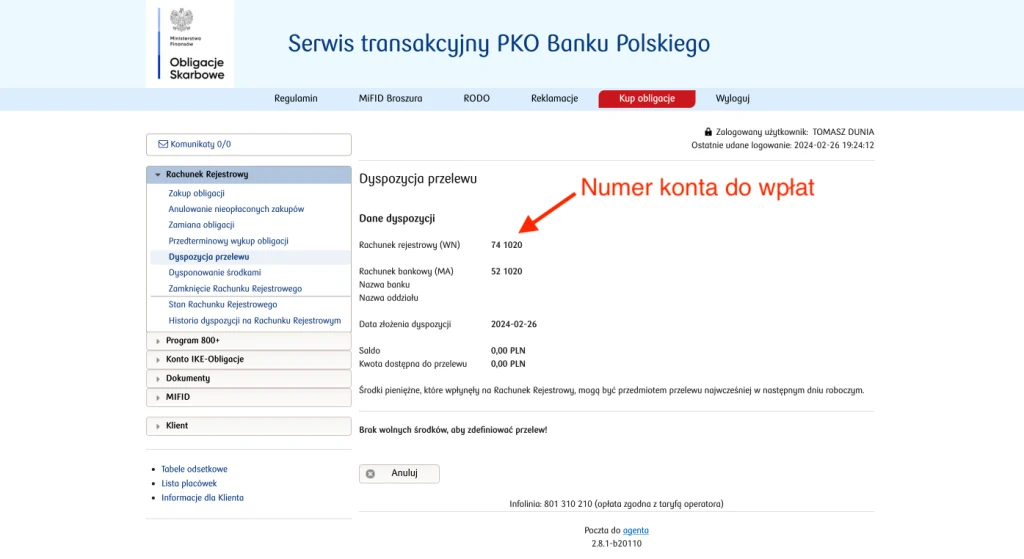 Ministerstwo
Finansów
Obligacje
Skarbowe
Serwis transakcyjny PKO Banku Polskiego
Regulamin
MiFID Broszura
RODO
Reklamacje
Kup obligacje
Wyloguj
Zalogowany użytkownik: TOMASZ DUNIA
Ostatnie udane logowanie: 2024-02-26 19:24:12
Komunikaty 0/0
Rachunek Rejestrowy
Zakup obligacji
Anulowanie nieopłaconych zakupów
Zamiana obligacji
Przedterminowy wykup obligacji
Dyspozycja przelewu
Dysponowanie środkami
Zamknięcie Rachunku Rejestrowego
Stan Rachunku Rejestrowego
Historia dyspozycji na Rachunku Rejestrowym
Program 800+
Konto IKE-Obligacje
Dokumenty
MIFID
Klient
Tabele odsetkowe
Lista placówek
Informacje dla Klienta
Dyspozycja przelewu
Numer konta do wpłat
Dane dyspozycji
Rachunek rejestrowy (WN) 74 1020
Rachunek bankowy (MA) 52 1020
Nazwa banku
Nazwa oddziału
Data złożenia dyspozycji 2024-02-26
Saldo 0,00 PLN
Kwota dostępna do przelewu 0,00 PLN
Środki pieniężne, które wpłynęły na Rachunek Rejestrowy, mogą być przedmiotem przelewu najwcześniej w następnym dniu roboczym.
Brak wolnych środków, aby zdefiniować przelew!
Anuluj
Infolinia: 801 310 210 (opłata zgodna z taryfą operatora)
Poczta do agenta
2.8.1-b20110